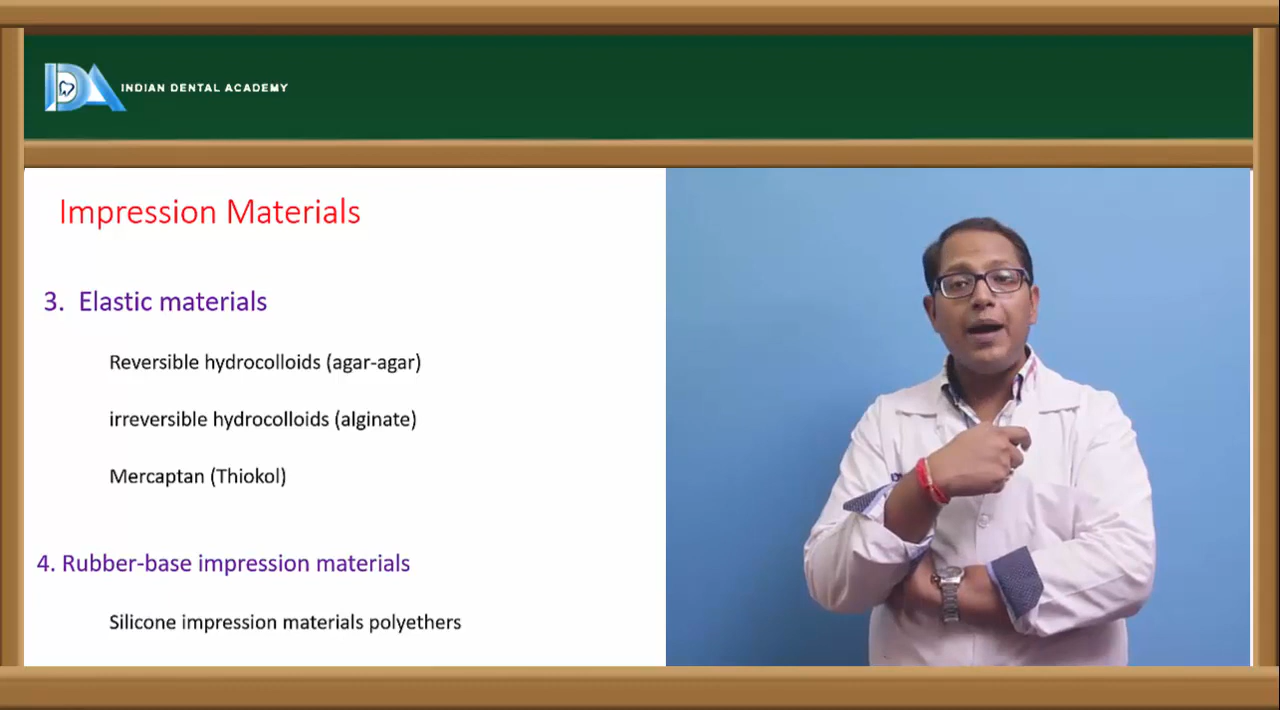 INDIAN DENTAL ACADEMY
Impression Materials
3. Elastic materials
Reversible hydrocolloids (agar-agar)
irreversible hydrocolloids (alginate)
Mercaptan (Thiokol)
4. Rubber-base impression materials
Silicone impression materials polyethers